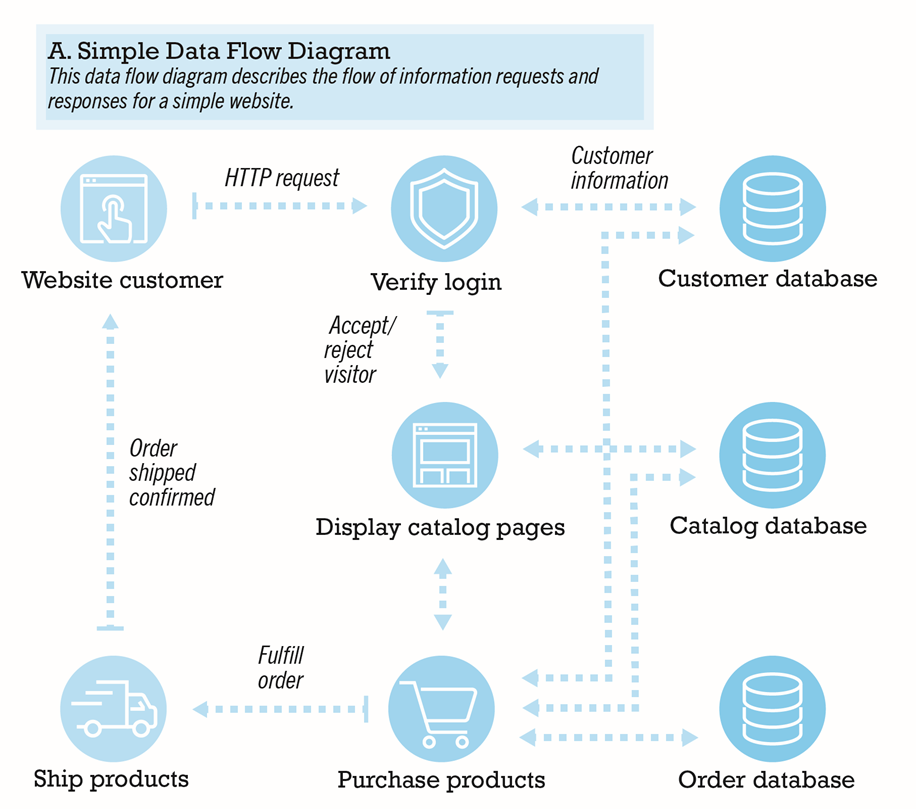 A. Simple Data Flow Diagram
This data flow diagram describes the flow of information requests and
responses for a simple website.
HTTP request
Customer
information
Website customer
Verify login
Customer database
Accept/
reject
visitor
Order
shipped
confirmed
Display catalog pages
Catalog database
Fulfill
order
Ship products
Purchase products
Order database